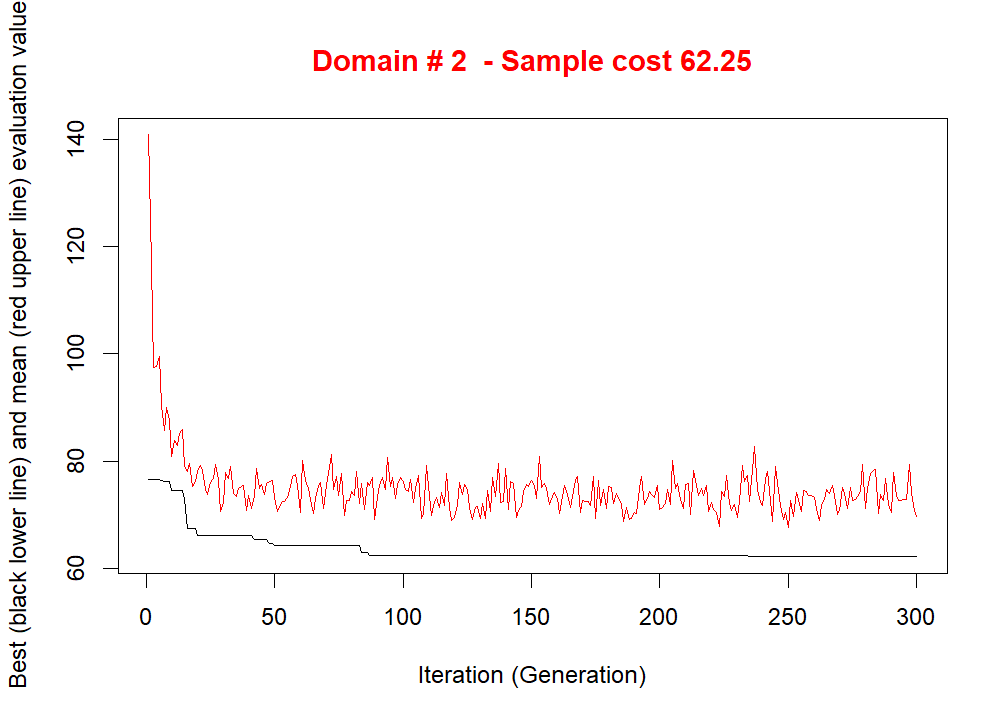 Domain # 2  - Sample cost 62.25
Best (black lower line) and mean (red upper line) evaluation value
140
120
100
80
60
0 50 100 150 200 250 300
Iteration (Generation)